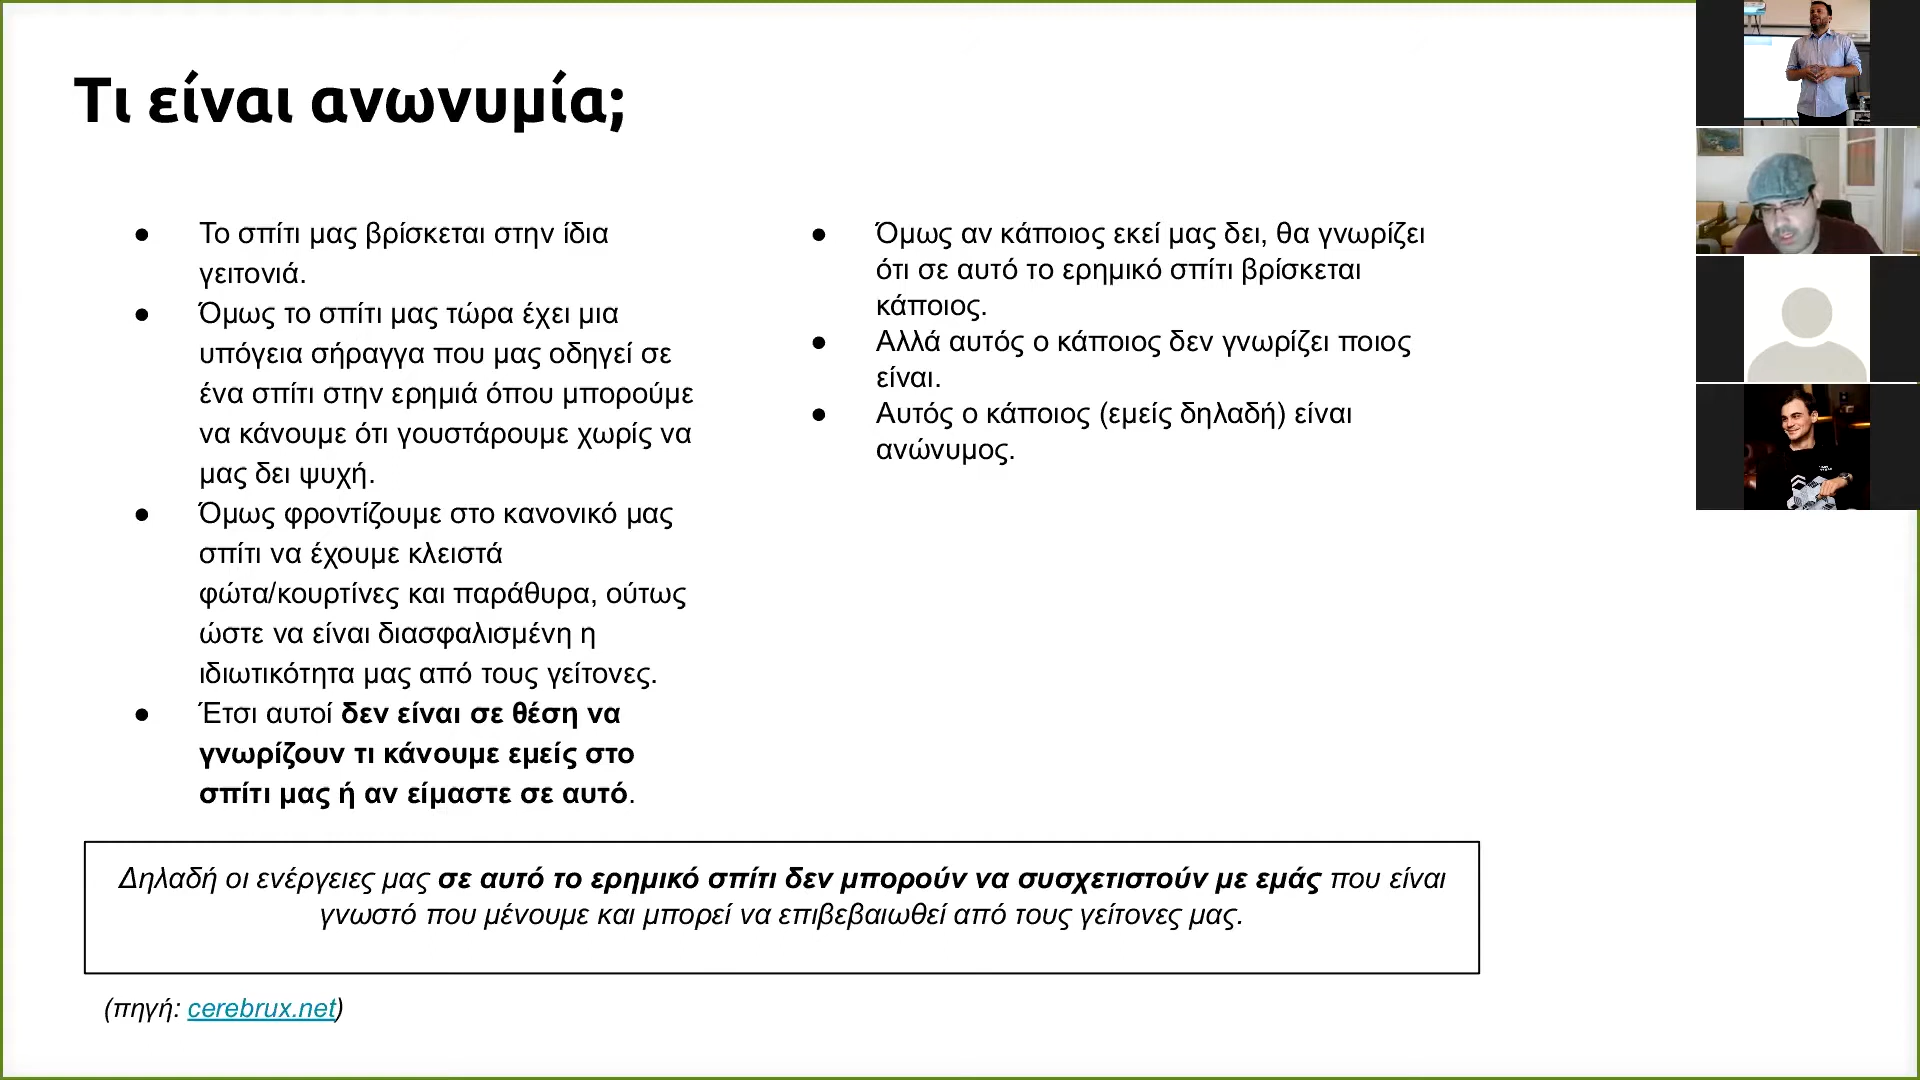 Τι είναι ανωνυμία;
● Το σπίτι μας βρίσκεται στην ίδια
γειτονιά.
● Όμως το σπίτι μας τώρα έχει μια
υπόγεια σήραγγα που μας οδηγεί σε
ένα σπίτι στην ερημιά όπου μπορούμε
να κάνουμε ότι γουστάρουμε χωρίς να
μας δει ψυχή.
● Όμως φροντίζουμε στο κανονικό μας
σπίτι να έχουμε κλειστά
φώτα/κουρτίνες και παράθυρα, ούτως
ώστε να είναι διασφαλισμένη η
ιδιωτικότητα μας από τους γείτονες.
● Έτσι αυτοί δεν είναι σε θέση να
γνωρίζουν τι κάνουμε εμείς στο
σπίτι μας ή αν είμαστε σε αυτό.
● Όμως αν κάποιος εκεί μας δει, θα γνωρίζει
ότι σε αυτό το ερημικό σπίτι βρίσκεται
κάποιος.
● Αλλά αυτός ο κάποιος δεν γνωρίζει ποιος
είναι.
● Αυτός ο κάποιος (εμείς δηλαδή) είναι
ανώνυμος.
Δηλαδή οι ενέργειες μας σε αυτό το ερημικό σπίτι δεν μπορούν να συσχετιστούν με εμάς που είναι
γνωστό που μένουμε και μπορεί να επιβεβαιωθεί από τους γείτονες μας.
(πηγή: cerebrux.net)